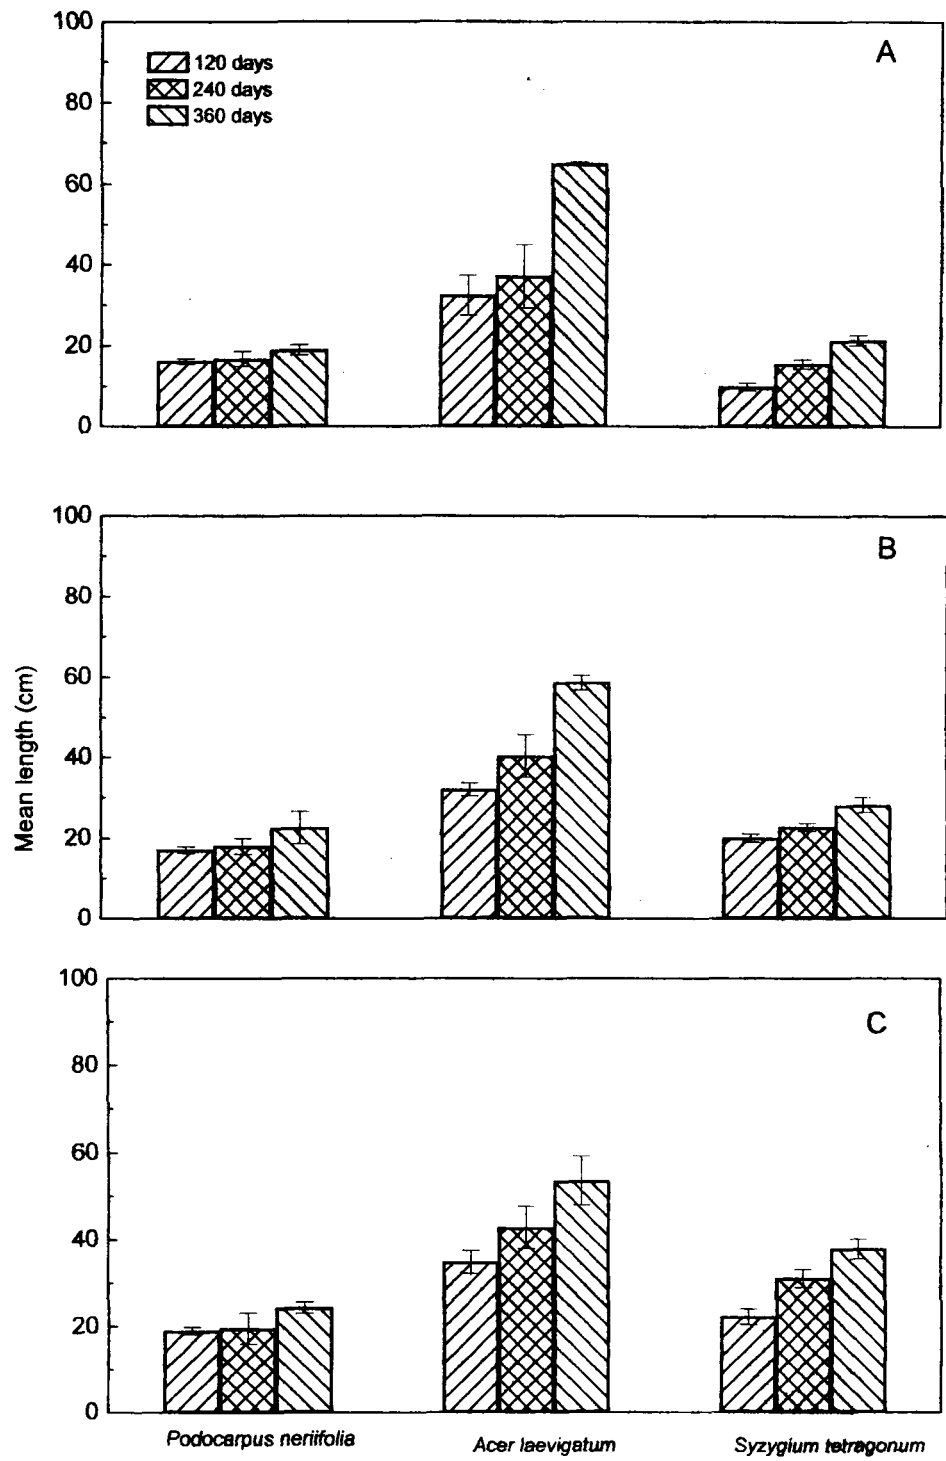 100
80
60
40
20
0
120 days
240 days
360 days
A
100
80
60
40
20
0
B
Mean length (cm)
100
80
60
40
20
0
C
Podocarpus neriifolia
Acer laevigatum
Syzygium tetragonum